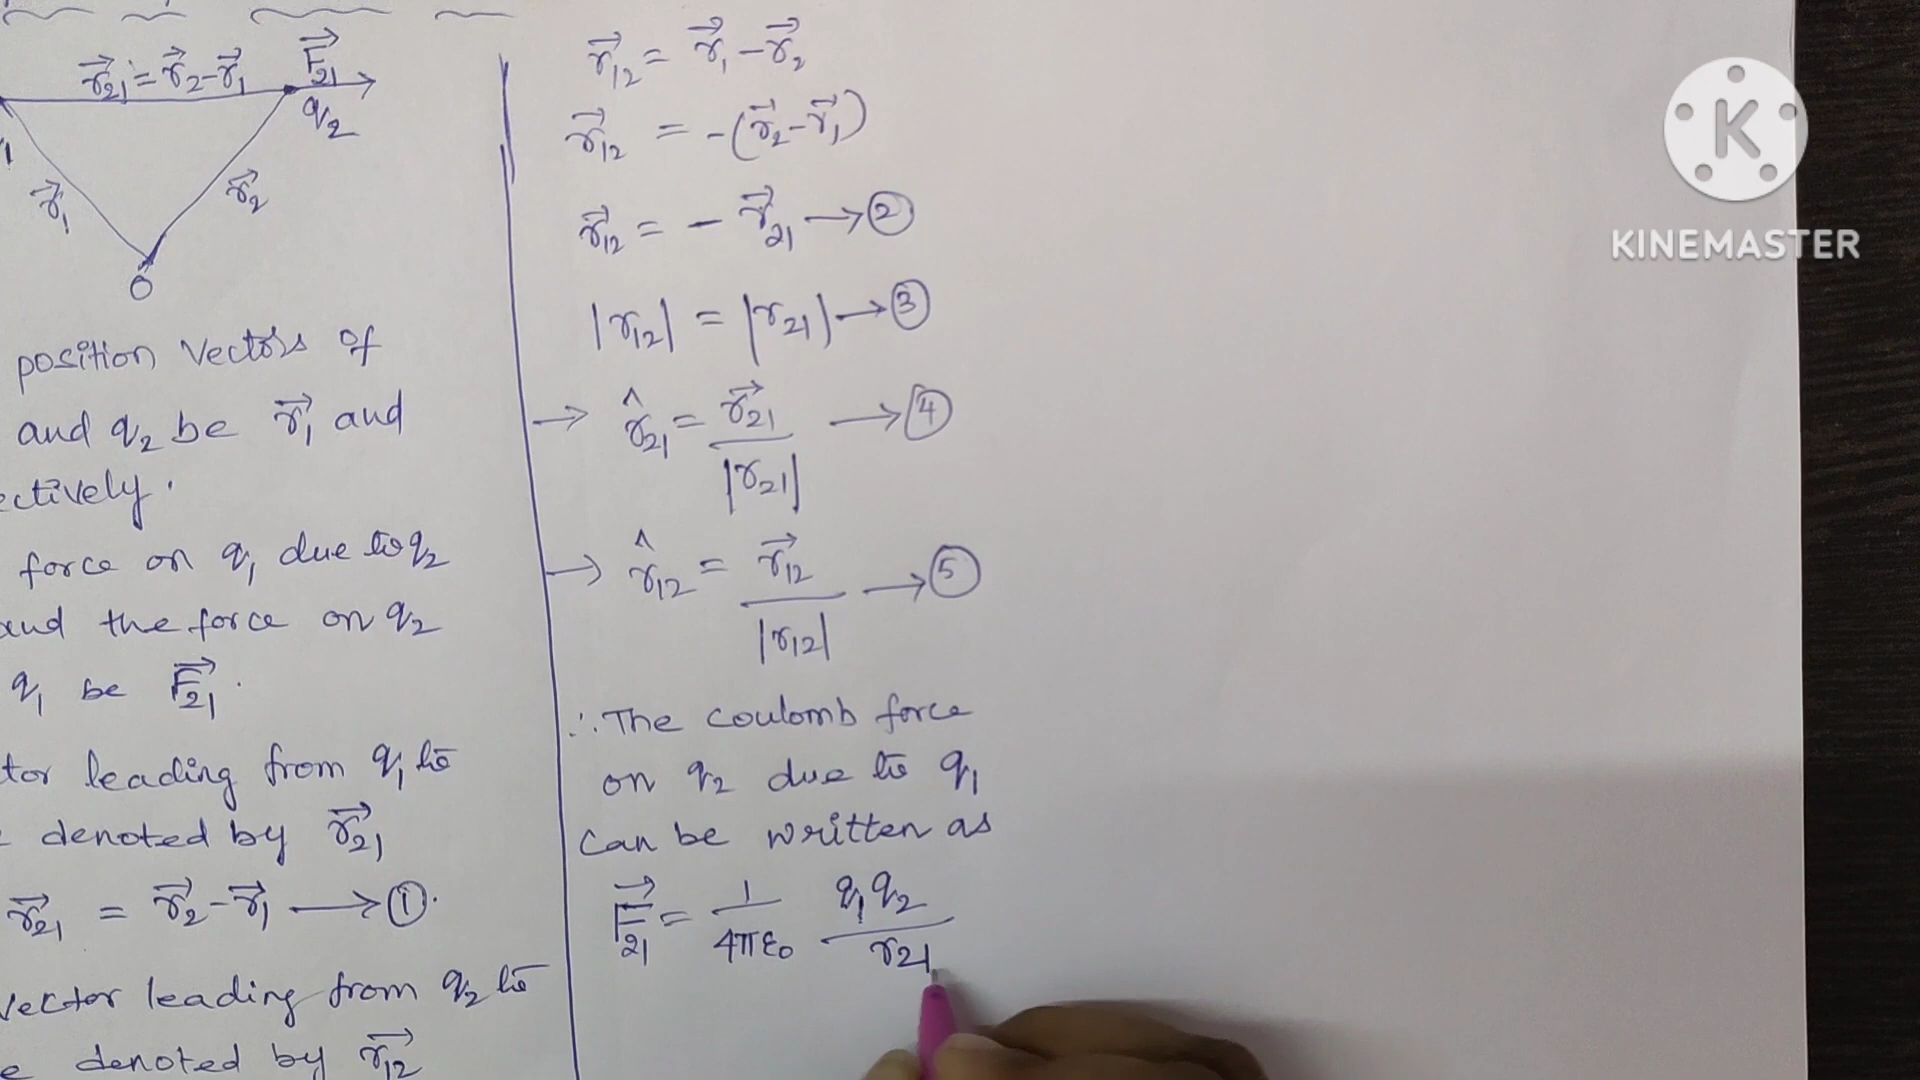 r⃗21 = r⃗2 - r⃗1
F⃗21
q2
r⃗1
r⃗2
O
position vectors of
and q2 be r⃗1 and
ectively.
force on q1 due to q2
and the force on q2
q1 be F⃗21.
tor leading from q1 to
denoted by r⃗21
r⃗21 = r⃗2 - r⃗1 → ①.
vector leading from q2 to
e denoted by r⃗12
r⃗12 = r⃗1 - r⃗2
r⃗12 = -(r⃗2 - r⃗1)
r⃗12 = - r⃗21 → ②
|r12| = |r21| → ③
→ r̂21 = r⃗21 / |r21| → ④
→ r̂12 = r⃗12 / |r12| → ⑤
∴ The coulomb force
on q2 due to q1
can be written as
F⃗21 = 1/4πε0 q1q2/r21
K
KINEMASTER